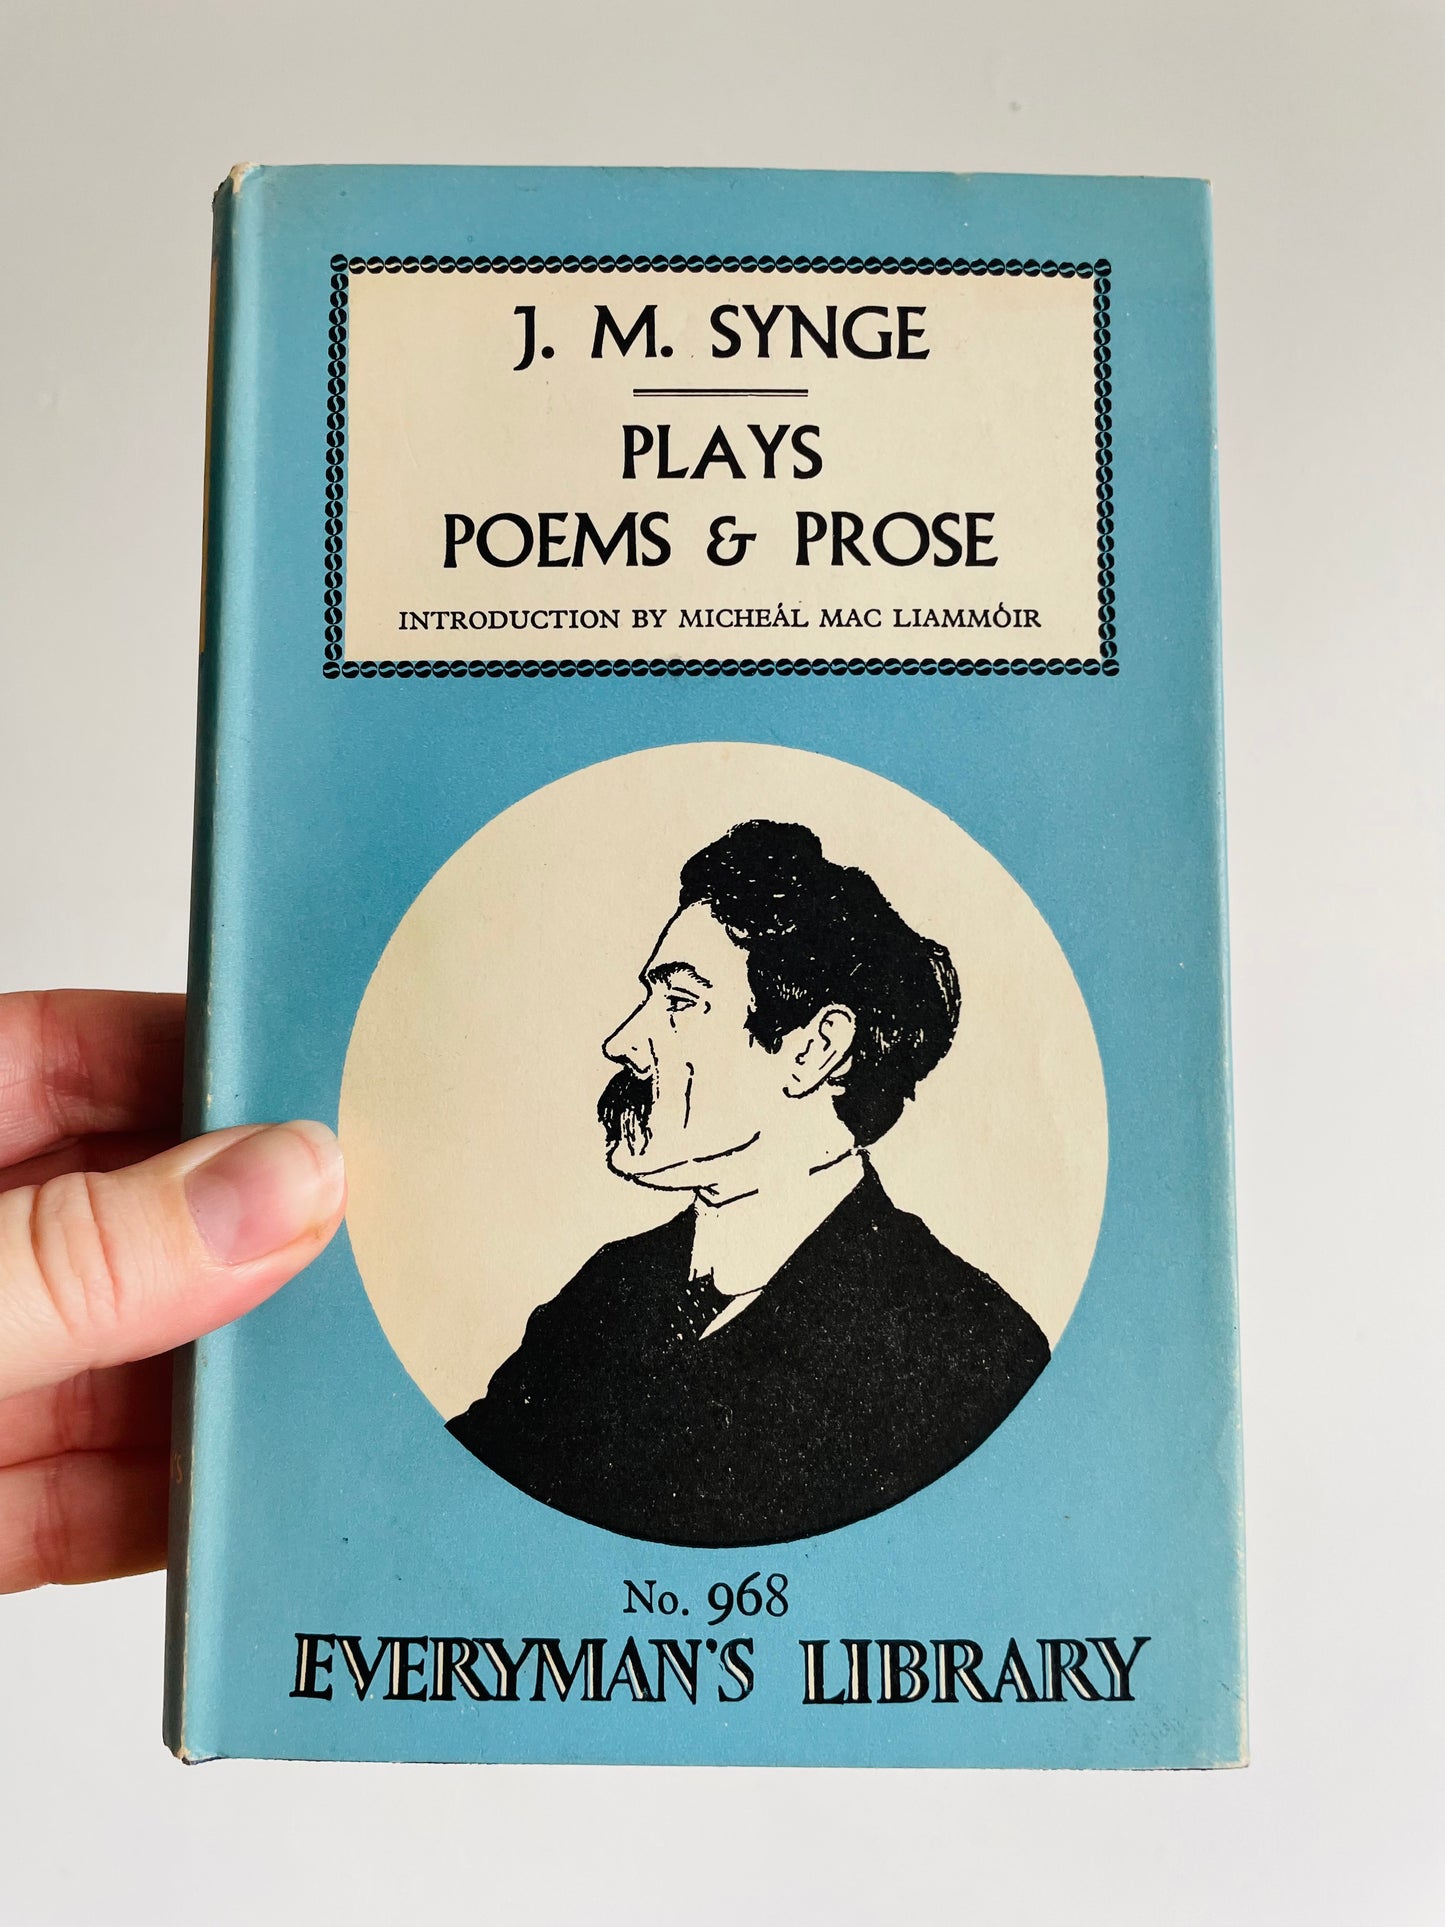 J. M. SYNGE
PLAYS
POEMS & PROSE
INTRODUCTION BY MICHEÁL MAC LIAMMÓIR
No. 968
EVERYMAN'S LIBRARY